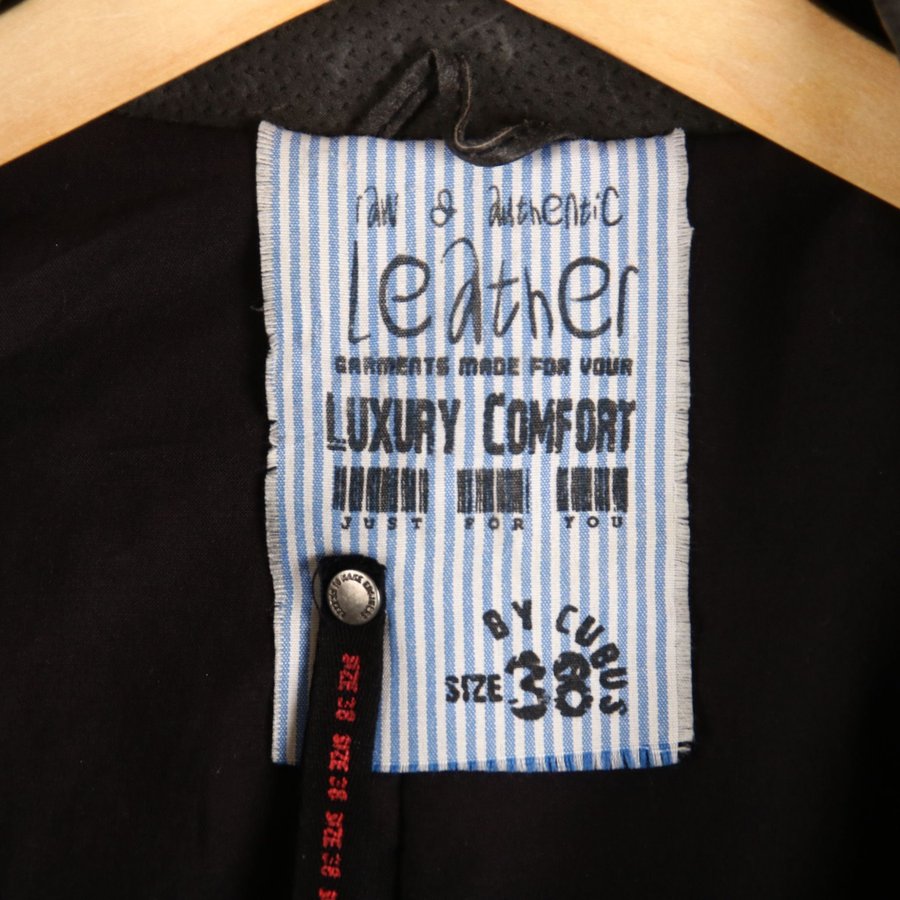 raw & authentic
Leather
GARMENTS MADE FOR YOUR
LUXURY COMFORT
JUST FOR YOU
BY CUBUS
SIZE 38
SIZE 38 SIZE 38 SIZE 38 SIZE